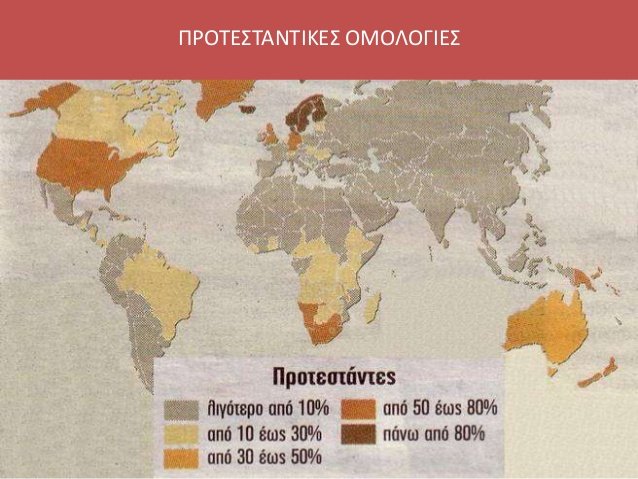 ΠΡΟΤΕΣΤΑΝΤΙΚΕΣ ΟΜΟΛΟΓΙΕΣ
Προτεστάντες
λιγότερο από 10%
από 10 έως 30%
από 30 έως 50%
από 50 έως 80%
πάνω από 80%